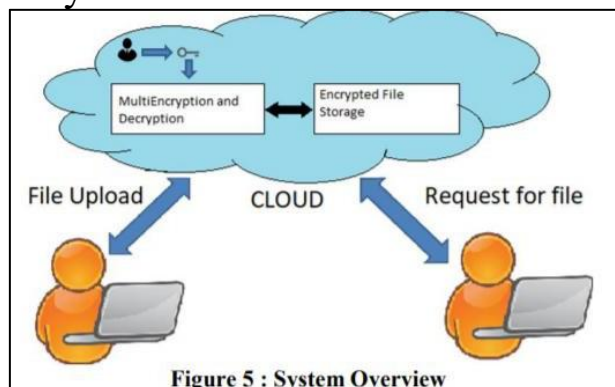 MultiEncryption and
Decryption
Encrypted File
Storage
File Upload
CLOUD
Request for file
Figure 5 : System Overview